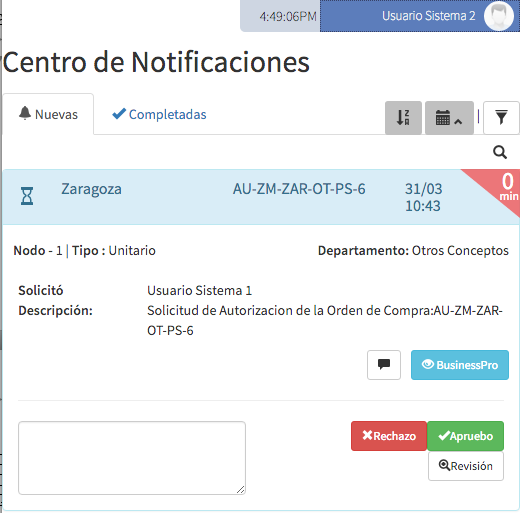 4:49:06PM Usuario Sistema 2
Centro de Notificaciones
Nuevas Completadas
Zaragoza AU-ZM-ZAR-OT-PS-6 31/03 0
10:43 min
Nodo - 1 | Tipo : Unitario Departamento: Otros Conceptos
Solicitó Usuario Sistema 1
Descripción: Solicitud de Autorizacion de la Orden de Compra:AU-ZM-ZAR-
OT-PS-6
BusinessPro
Rechazo Apruebo
Revisión